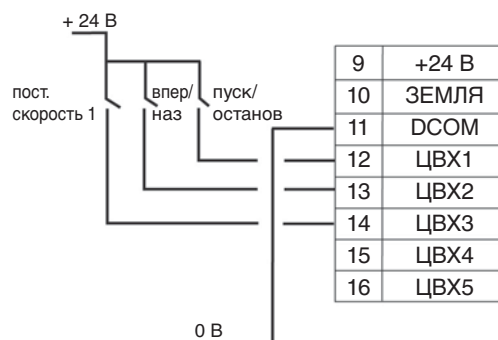 + 24 В
пост.
скорость 1
впер/
наз
пуск/
останов
9 +24 В
10 ЗЕМЛЯ
11 DCOM
12 ЦВХ1
13 ЦВХ2
14 ЦВХ3
15 ЦВХ4
16 ЦВХ5
0 В